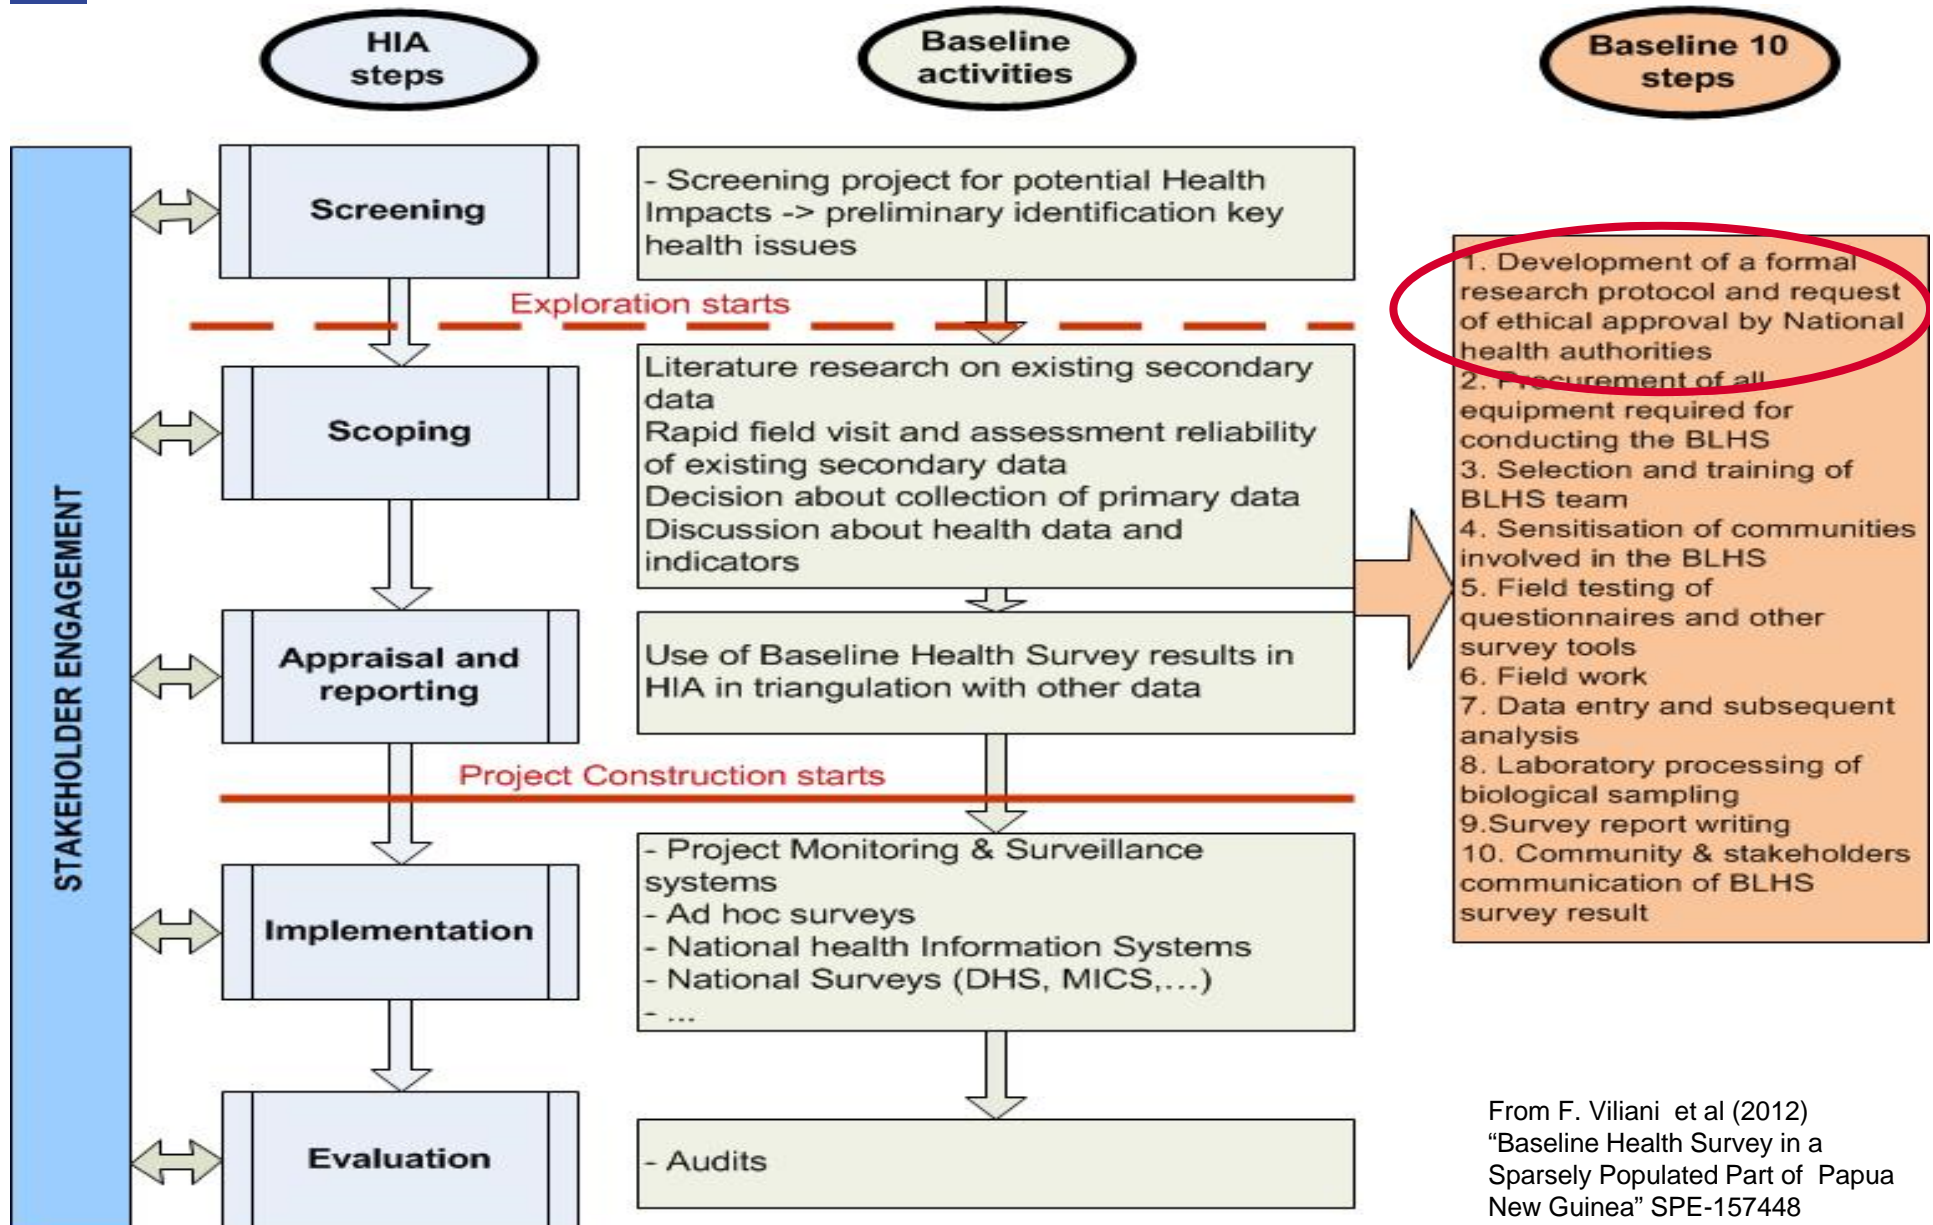 HIA
steps
Baseline
activities
Baseline 10
steps
STAKEHOLDER ENGAGEMENT
Screening
- Screening project for potential Health
Impacts -> preliminary identification key
health issues
Exploration starts
Scoping
Literature research on existing secondary
data
Rapid field visit and assessment reliability
of existing secondary data
Decision about collection of primary data
Discussion about health data and
indicators
Appraisal and
reporting
Use of Baseline Health Survey results in
HIA in triangulation with other data
Project Construction starts
Implementation
- Project Monitoring & Surveillance
systems
- Ad hoc surveys
- National health Information Systems
- National Surveys (DHS, MICS,...)
- ...
Evaluation
- Audits
1. Development of a formal
research protocol and request
of ethical approval by National
health authorities
2. Procurement of all
equipment required for
conducting the BLHS
3. Selection and training of
BLHS team
4. Sensitisation of communities
involved in the BLHS
5. Field testing of
questionnaires and other
survey tools
6. Field work
7. Data entry and subsequent
analysis
8. Laboratory processing of
biological sampling
9.Survey report writing
10. Community & stakeholders
communication of BLHS
survey result
From F. Viliani et al (2012)
“Baseline Health Survey in a
Sparsely Populated Part of Papua
New Guinea” SPE-157448